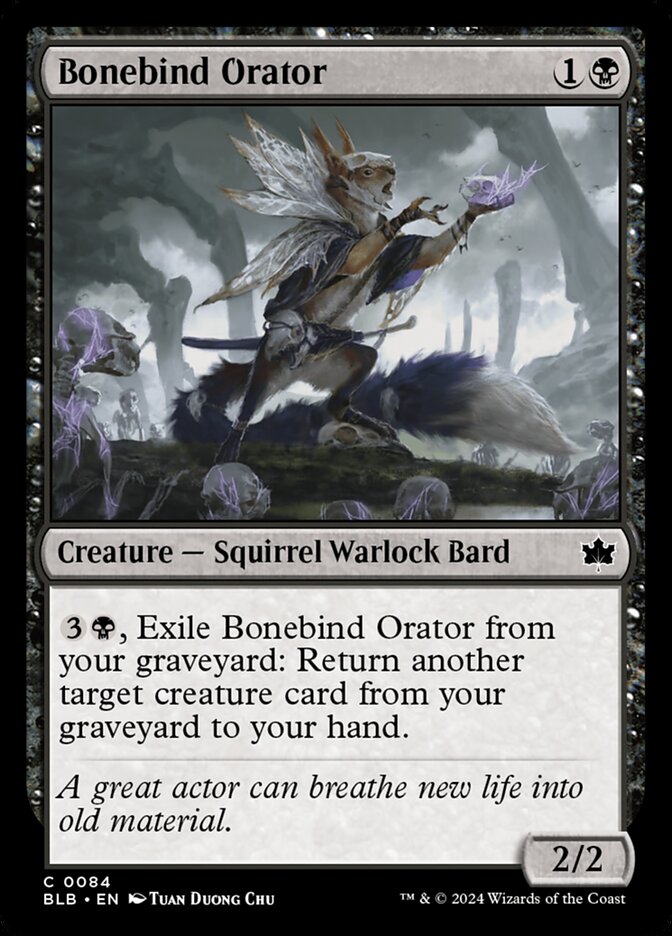 Bonebind Orator 1
Creature — Squirrel Warlock Bard
3, Exile Bonebind Orator from
your graveyard: Return another
target creature card from your
graveyard to your hand.
A great actor can breathe new life into
old material.
2/2
C 0084
BLB • EN Tuan Duong Chu
™ & © 2024 Wizards of the Coast